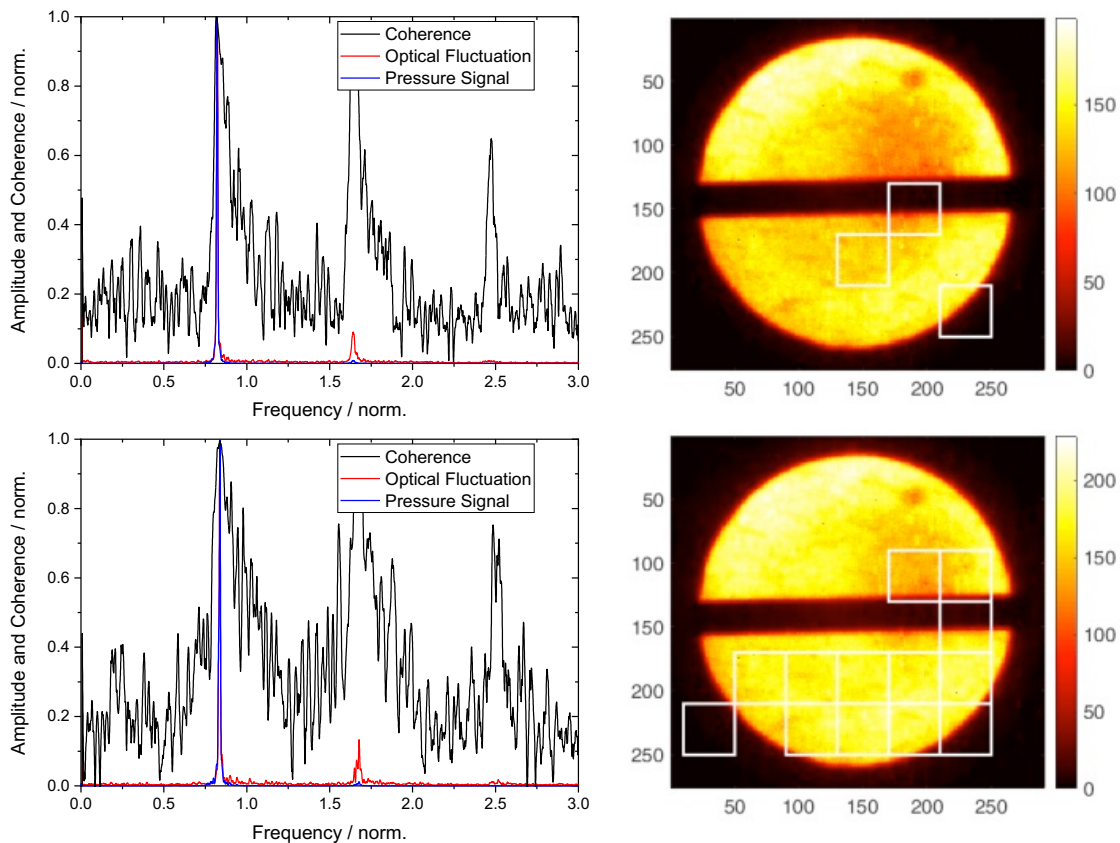 Amplitude and Coherence / norm.
1.0
0.8
0.6
0.4
0.2
0.0
Coherence
Optical Fluctuation
Pressure Signal
0.0 0.5 1.0 1.5 2.0 2.5 3.0
Frequency / norm.
50
100
150
200
250
50 100 150 200 250
150
100
50
0
Amplitude and Coherence / norm.
1.0
0.8
0.6
0.4
0.2
0.0
Coherence
Optical Fluctuation
Pressure Signal
0.0 0.5 1.0 1.5 2.0 2.5 3.0
Frequency / norm.
50
100
150
200
250
50 100 150 200 250
200
150
100
50
0